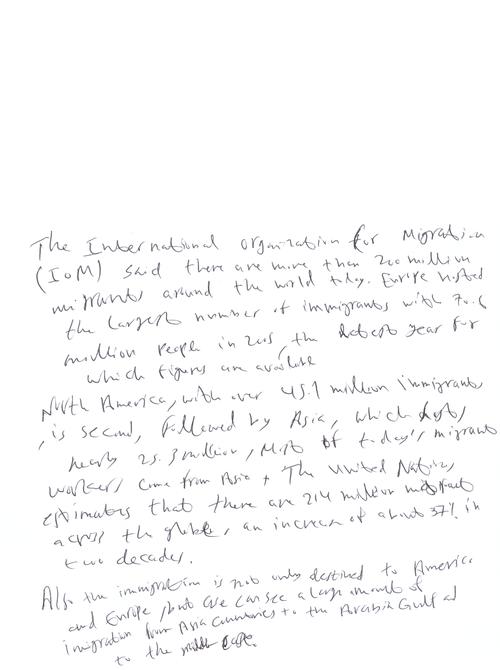 The International organization for Migration
(IOM) said there are more than 200 million
migrants around the world today. Europe hosted
the largest number of immigrants with 70.6
million people in 2005, the latest year for
which figures are available
North America, with over 45.1 million immigrants
, is second, followed by Asia, which hosts
nearly 25.3 million, Most of today's migrant
workers come from Asia + The United Nations
estimates that there are 214 million
across the globe, an increase of about 37% in
two decades.
Also the immigration is not only destined to America
and Europe, but we can see a large amount of
imigration from Asia Countries to the Arabia Gulf
to the middle East.